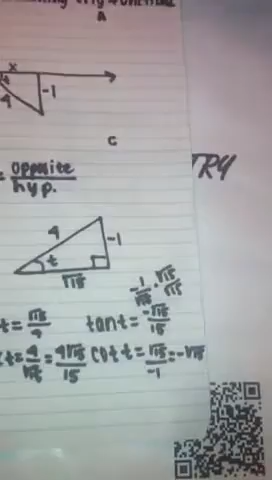 A
x
t
4
-1
C
= opposite
hyp.
TRY
4
-1
t
√15
-1/√15 · √15/√15
t = √15/4 tan t = -√15/15
t = 4/√15 = 4√15/15 cot t = √15/-1 = -√15